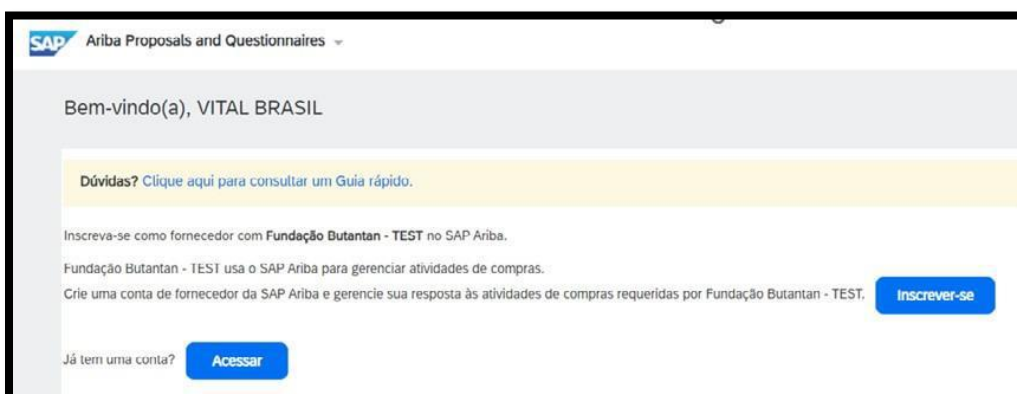 SAP Ariba Proposals and Questionnaires
Bem-vindo(a), VITAL BRASIL
Dúvidas? Clique aqui para consultar um Guia rápido.
Inscreva-se como fornecedor com Fundação Butantan - TEST no SAP Ariba.
Fundação Butantan - TEST usa o SAP Ariba para gerenciar atividades de compras.
Crie uma conta de fornecedor da SAP Ariba e gerencie sua resposta às atividades de compras requeridas por Fundação Butantan - TEST. Inscrever-se
Já tem uma conta? Acessar